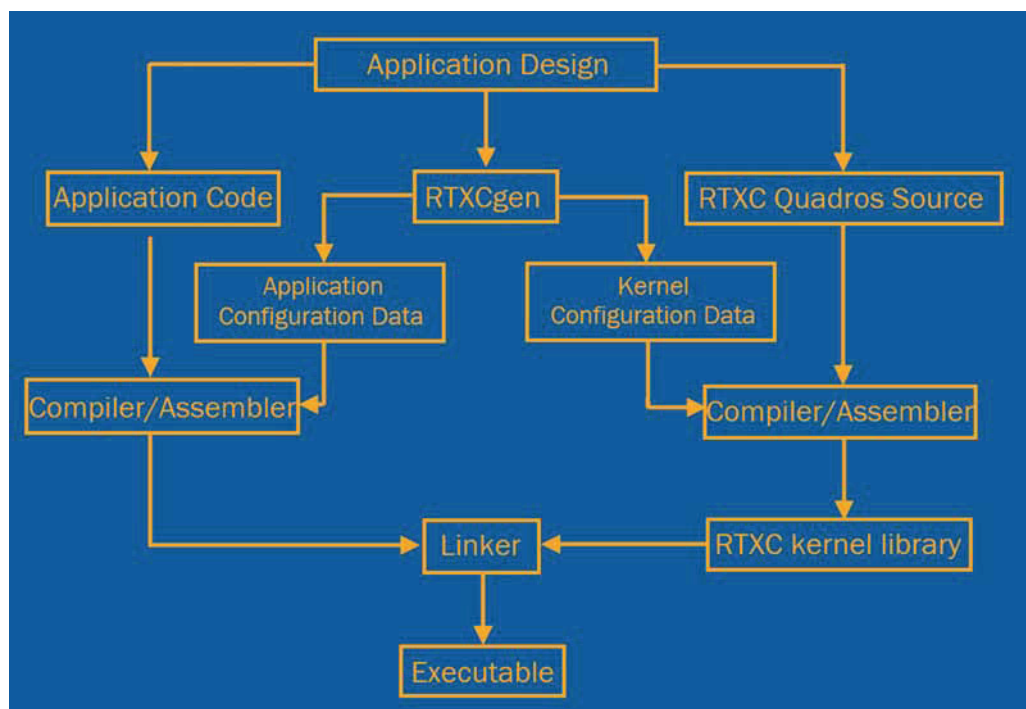 Application Design
Application Code
RTXCgen
RTXC Quadros Source
Application
Configuration Data
Kernel
Configuration Data
Compiler/Assembler
Compiler/Assembler
Linker
RTXC kernel library
Executable